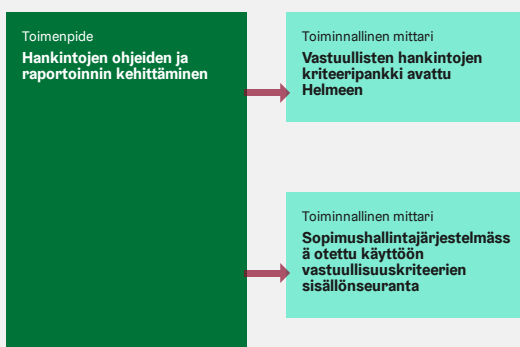 Toimenpide
Hankintojen ohjeiden ja
raportoinnin kehittäminen
Toiminnallinen mittari
Vastuullisten hankintojen
kriteeripankki avattu
Helmeen
Toiminnallinen mittari
Sopimushallintajärjestelmäss
ä otettu käyttöön
vastuullisuuskriteerien
sisällönseuranta